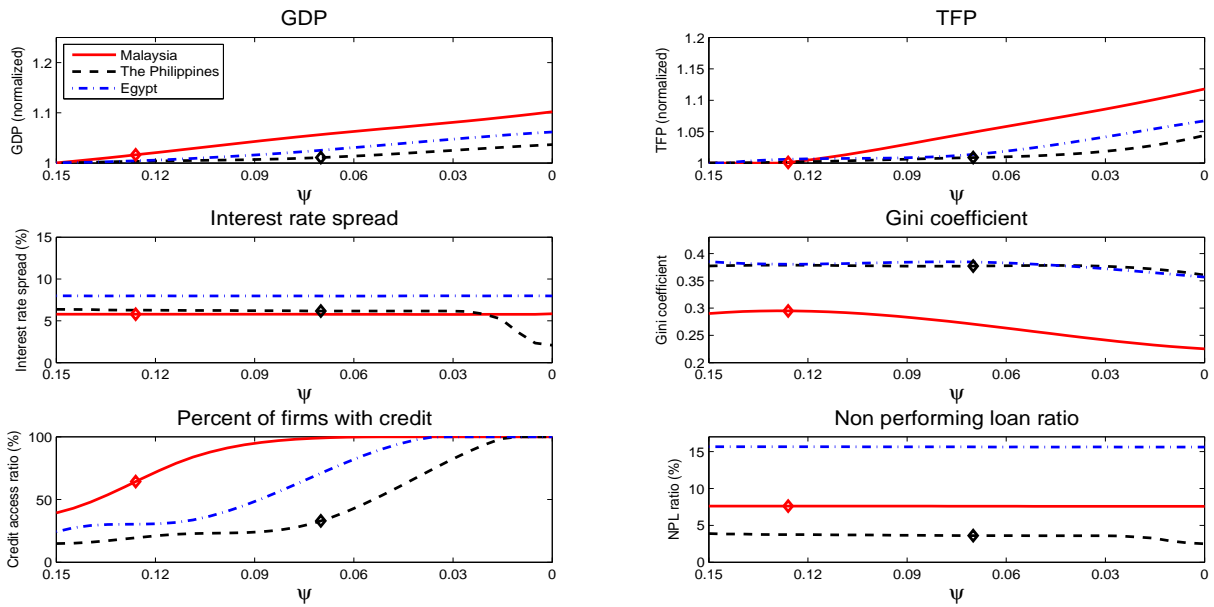 GDP
GDP (normalized)
1.2
1.1
1
Malaysia
The Philippines
Egypt
0.15 0.12 0.09 0.06 0.03 0
ψ
TFP
TFP (normalized)
1.2
1.15
1.1
1.05
1
0.15 0.12 0.09 0.06 0.03 0
ψ
Interest rate spread
Interest rate spread (%)
15
10
5
0
0.15 0.12 0.09 0.06 0.03 0
ψ
Gini coefficient
Gini coefficient
0.4
0.35
0.3
0.25
0.2
0.15 0.12 0.09 0.06 0.03 0
ψ
Percent of firms with credit
Credit access ratio (%)
100
50
0
0.15 0.12 0.09 0.06 0.03 0
ψ
Non performing loan ratio
NPL ratio (%)
15
10
5
0
0.15 0.12 0.09 0.06 0.03 0
ψ